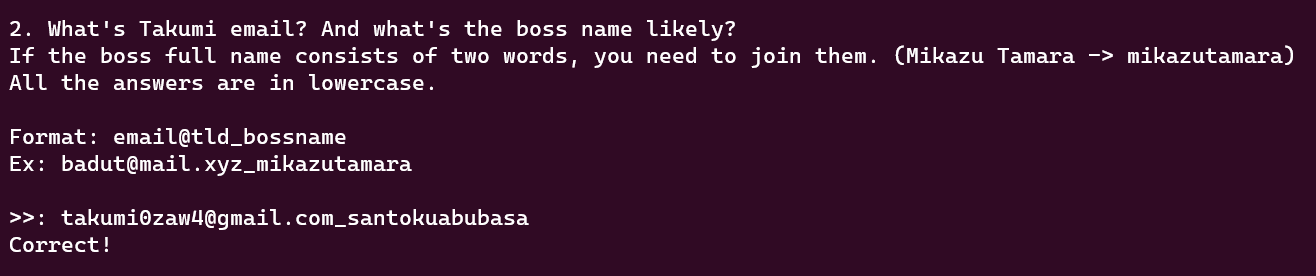 2. What's Takumi email? And what's the boss name likely?
If the boss full name consists of two words, you need to join them. (Mikazu Tamara -> mikazutamara)
All the answers are in lowercase.
Format: email@tld_bossname
Ex: badut@mail.xyz_mikazutamara
>>: takumi0zaw4@gmail.com_santokuabubasa
Correct!